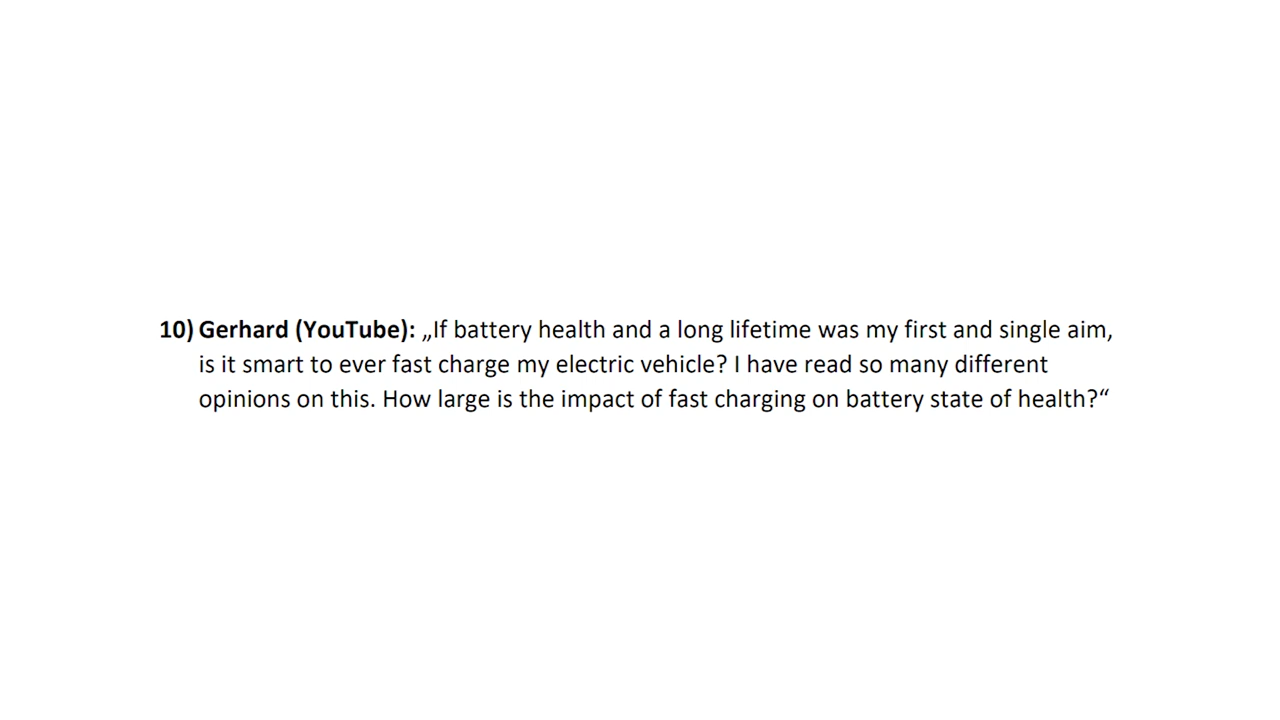 10) Gerhard (YouTube): „If battery health and a long lifetime was my first and single aim,
is it smart to ever fast charge my electric vehicle? I have read so many different
opinions on this. How large is the impact of fast charging on battery state of health?“